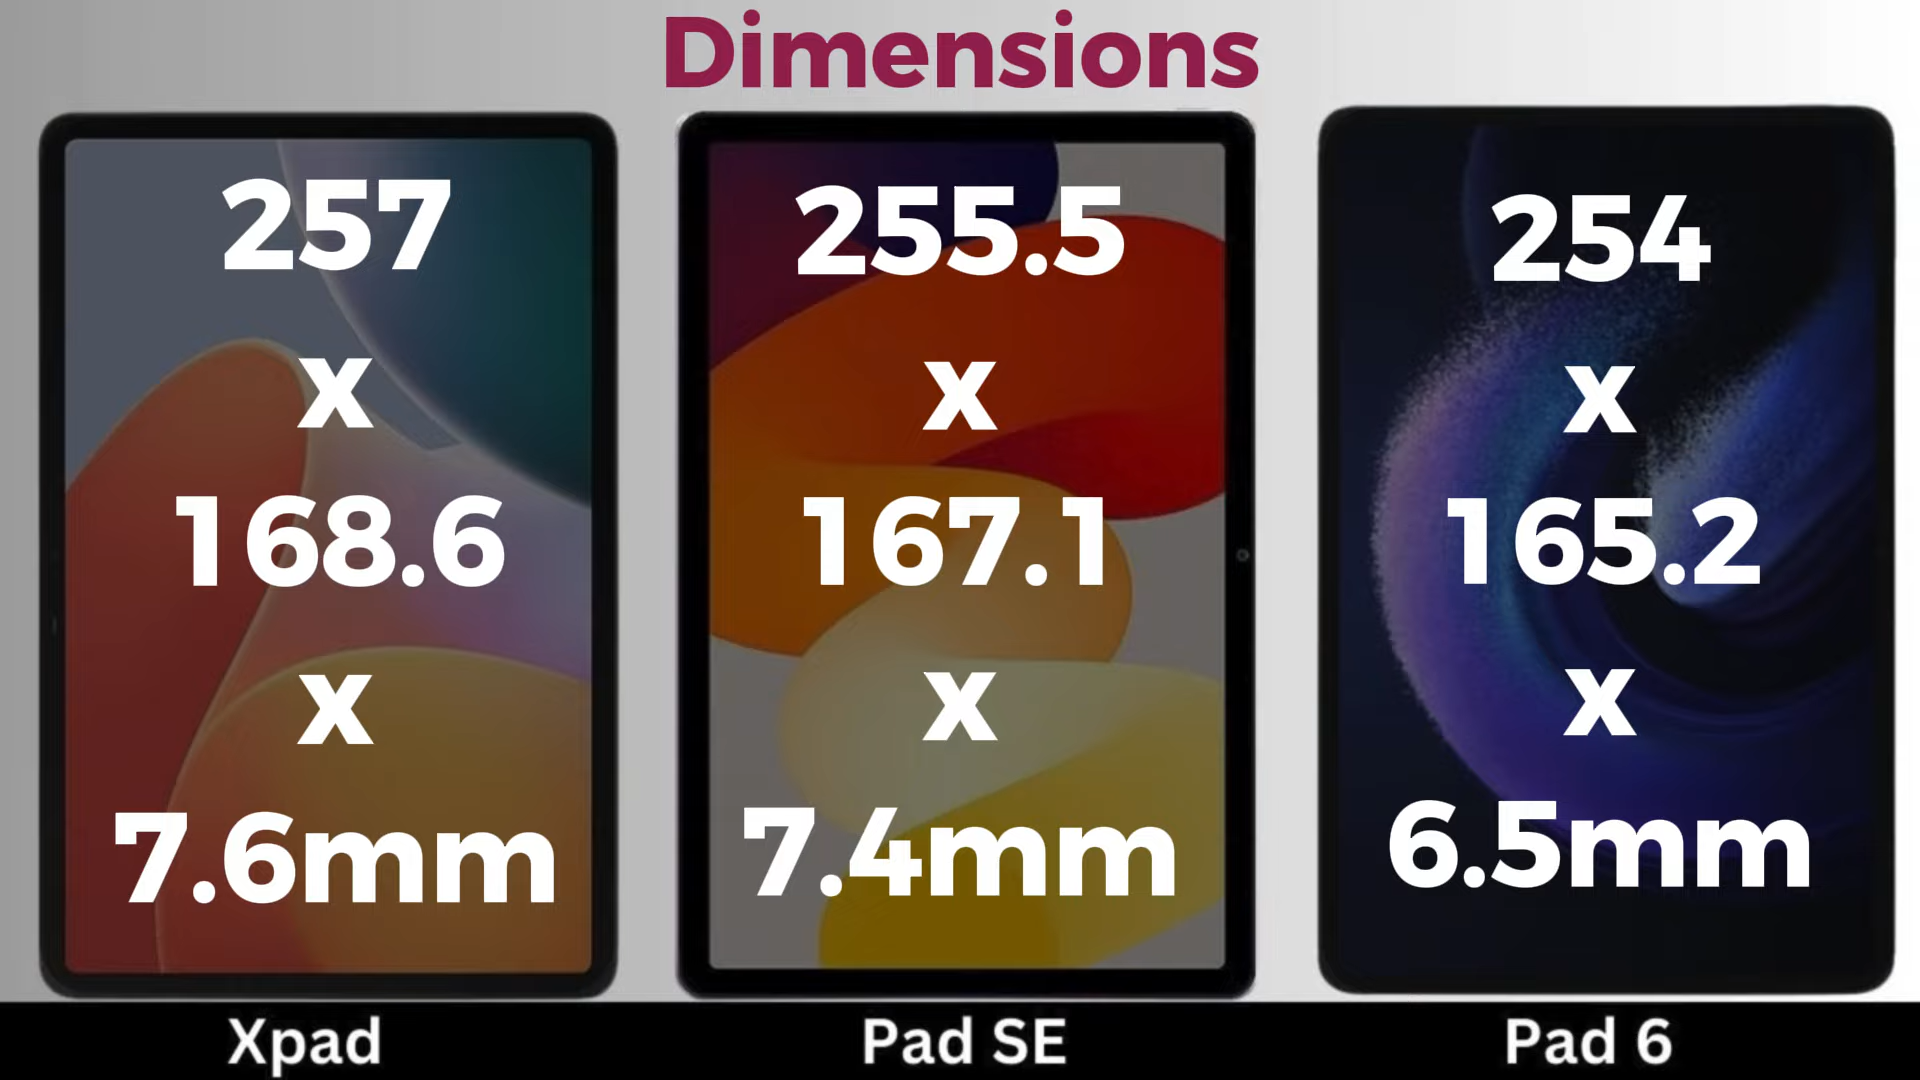 Dimensions
257
x
168.6
x
7.6mm
255.5
x
167.1
x
7.4mm
254
x
165.2
x
6.5mm
Xpad
Pad SE
Pad 6